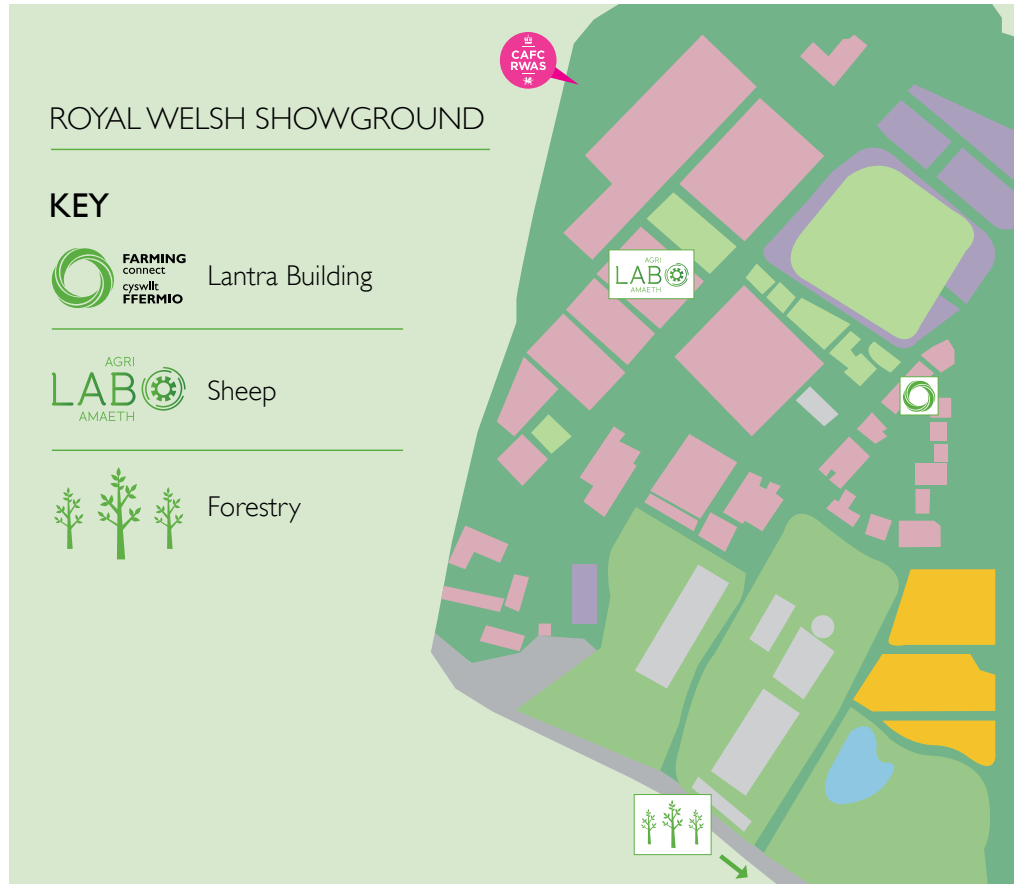 CAFC
RWAS
ROYAL WELSH SHOWGROUND
KEY
FARMING
connect
cyswllt
FFERMIO
Lantra Building
AGRI
LAB
AMAETH
Sheep
Forestry
AGRI
LAB
AMAETH